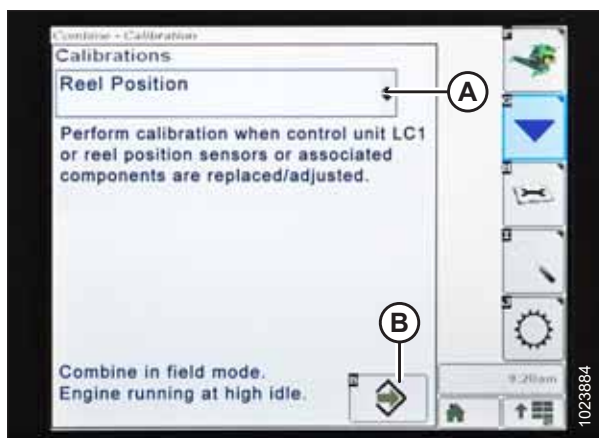 Combine - Calibration
Calibrations
Reel Position
A
Perform calibration when control unit LC1
or reel position sensors or associated
components are replaced/adjusted.
B
Combine in field mode.
Engine running at high idle.
9:20am
1023884